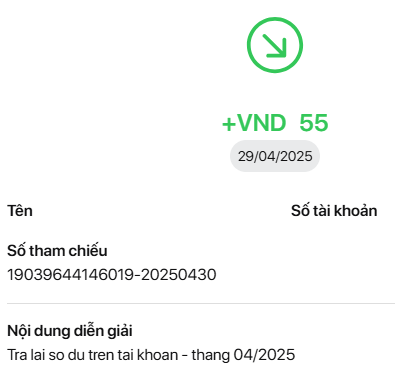 +VND 55
29/04/2025
Tên Số tài khoản
Số tham chiếu
19039644146019-20250430
Nội dung diễn giải
Tra lai so du tren tai khoan - thang 04/2025